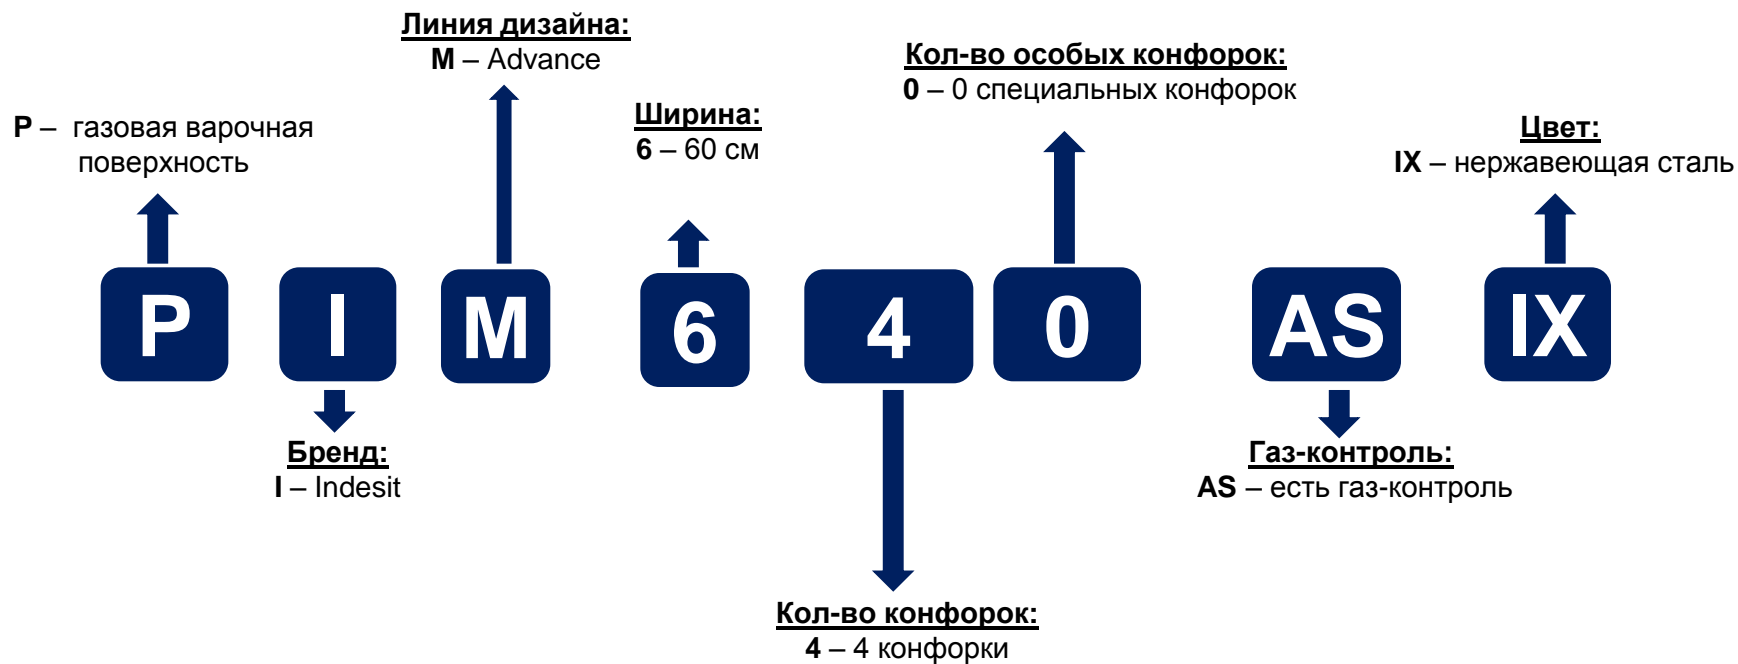 Линия дизайна:
M – Advance
Кол-во особых конфорок:
0 – 0 специальных конфорок
P – газовая варочная
поверхность
Ширина:
6 – 60 см
Цвет:
IX – нержавеющая сталь
P I M 6 4 0 AS IX
Бренд:
I – Indesit
Газ-контроль:
AS – есть газ-контроль
Кол-во конфорок:
4 – 4 конфорки